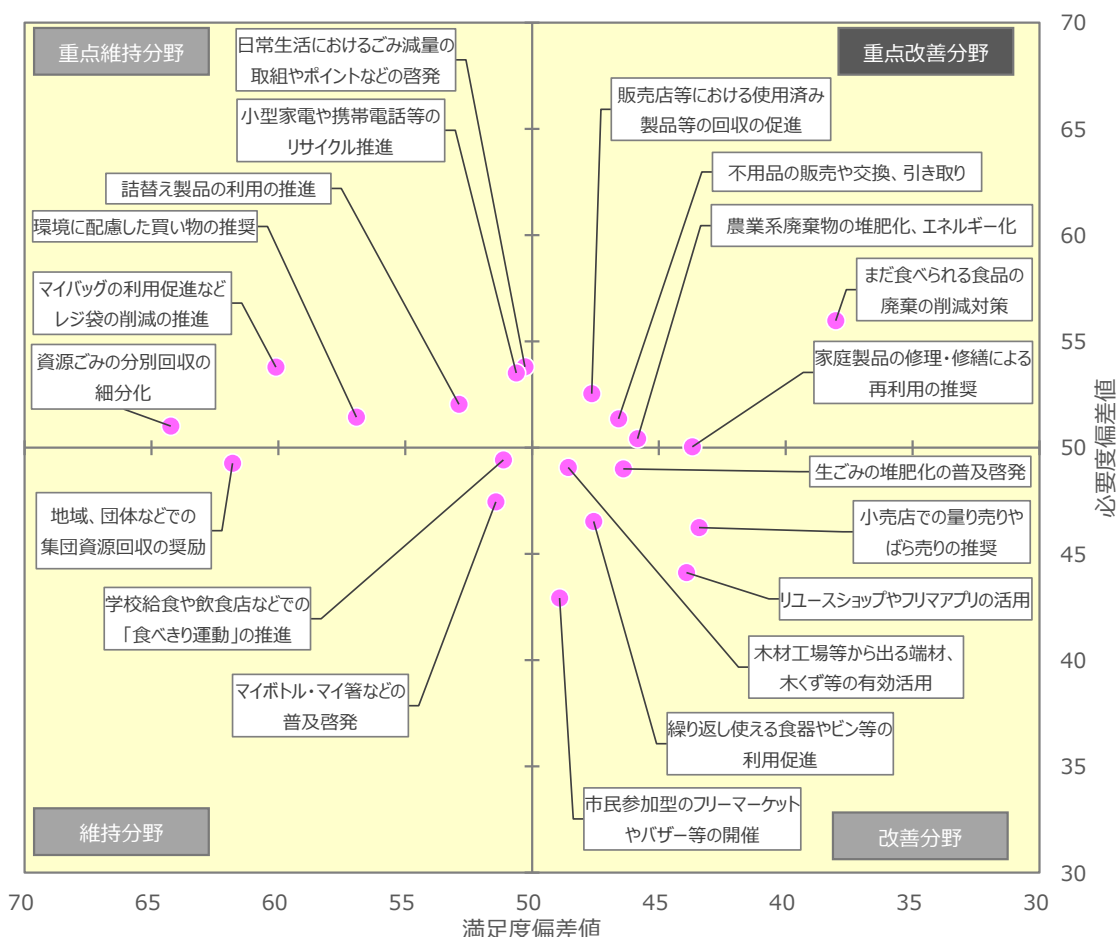 重点維持分野
日常生活におけるごみ減量の
取組やポイントなどの啓発
小型家電や携帯電話等の
リサイクル推進
詰替え製品の利用の推進
環境に配慮した買い物の推奨
マイバッグの利用促進など
レジ袋の削減の推進
資源ごみの分別回収の
細分化
重点改善分野
販売店等における使用済み
製品等の回収の促進
不用品の販売や交換、引き取り
農業系廃棄物の堆肥化、エネルギー化
まだ食べられる食品の
廃棄の削減対策
家庭製品の修理・修繕による
再利用の推奨
地域、団体などでの
集団資源回収の奨励
学校給食や飲食店などでの
「食べきり運動」の推進
マイボトル・マイ箸などの
普及啓発
維持分野
生ごみの堆肥化の普及啓発
小売店での量り売りや
ばら売りの推奨
リユースショップやフリマアプリの活用
木材工場等から出る端材、
木くず等の有効活用
繰り返し使える食器やビン等の
利用促進
市民参加型のフリーマーケット
やバザー等の開催
改善分野
70
65
60
55
50
45
40
35
30
必要度偏差値
70
65
60
55
50
45
40
35
30
満足度偏差値